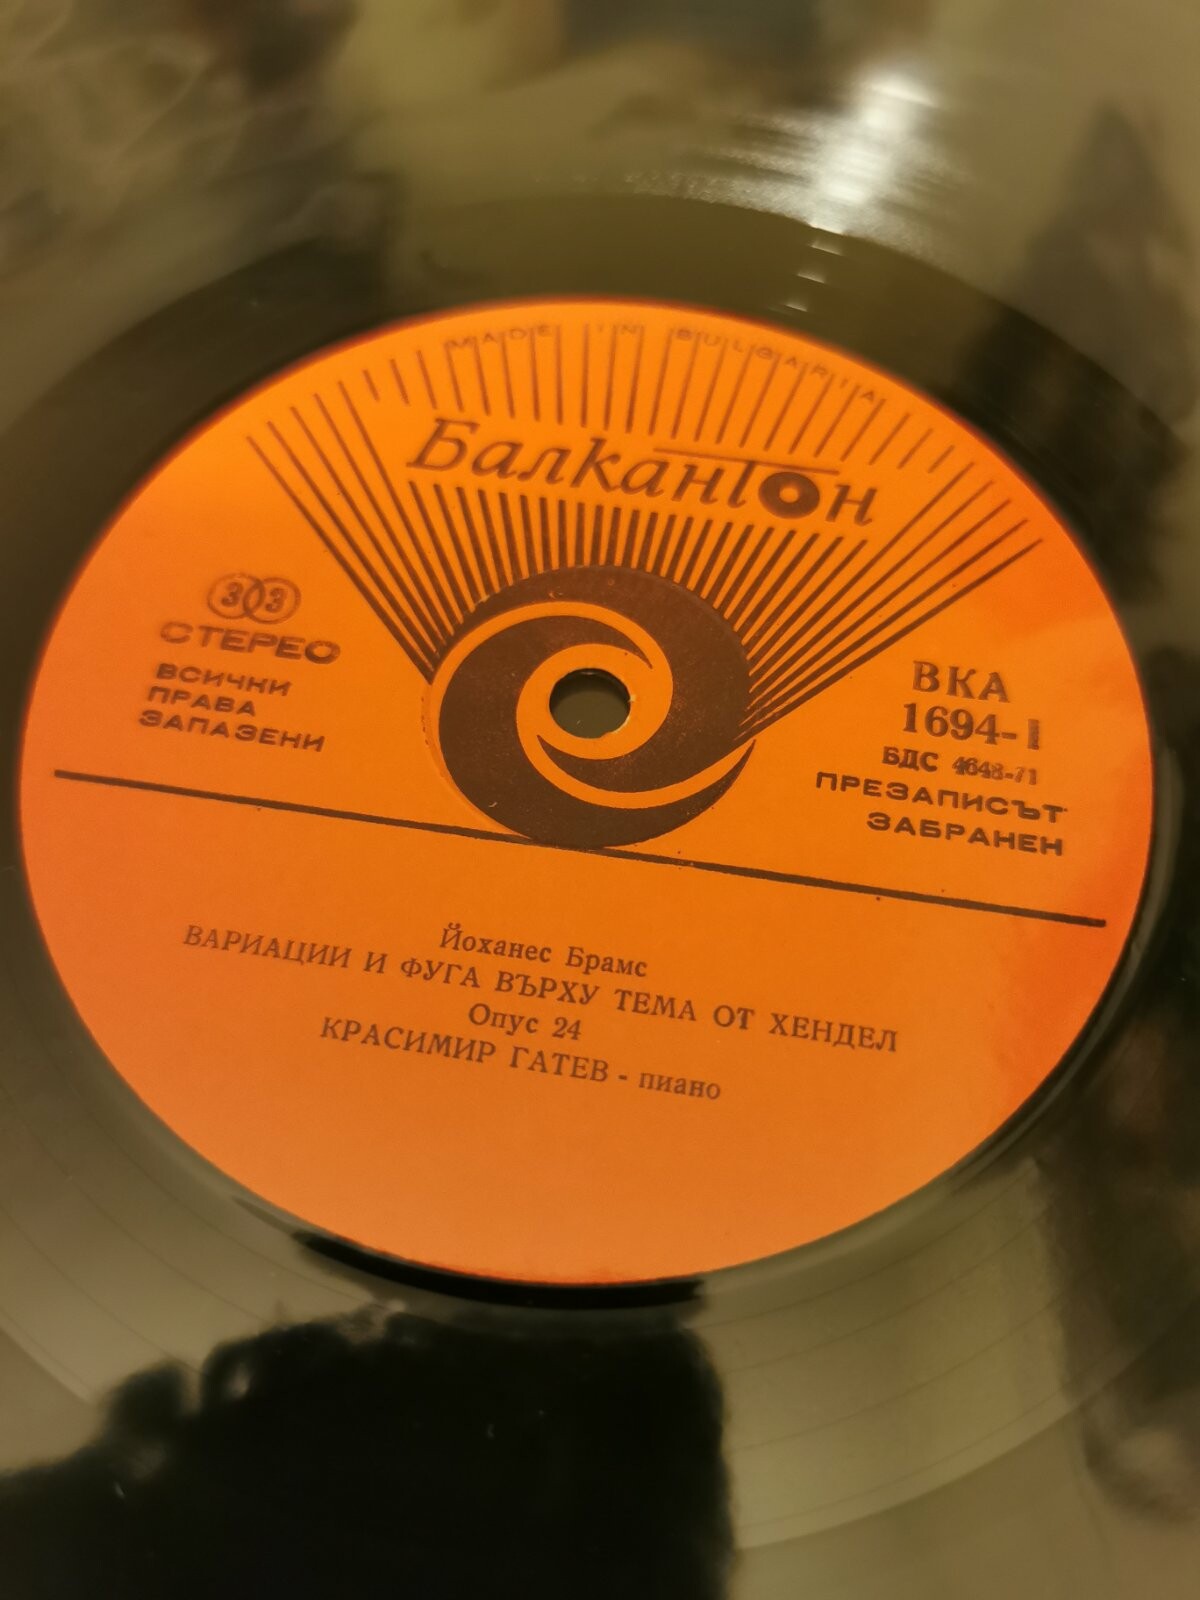 MADE IN BULGARIA
Балкантон
33
СТЕРЕО
ВСИЧКИ
ПРАВА
ЗАПАЗЕНИ
ВКА
1694-I
БДС 4648-71
ПРЕЗАПИСЪТ
ЗАБРАНЕН
Йоханес Брамс
ВАРИАЦИИ И ФУГА ВЪРХУ ТЕМА ОТ ХЕНДЕЛ
Опус 24
КРАСИМИР ГАТЕВ - пиано